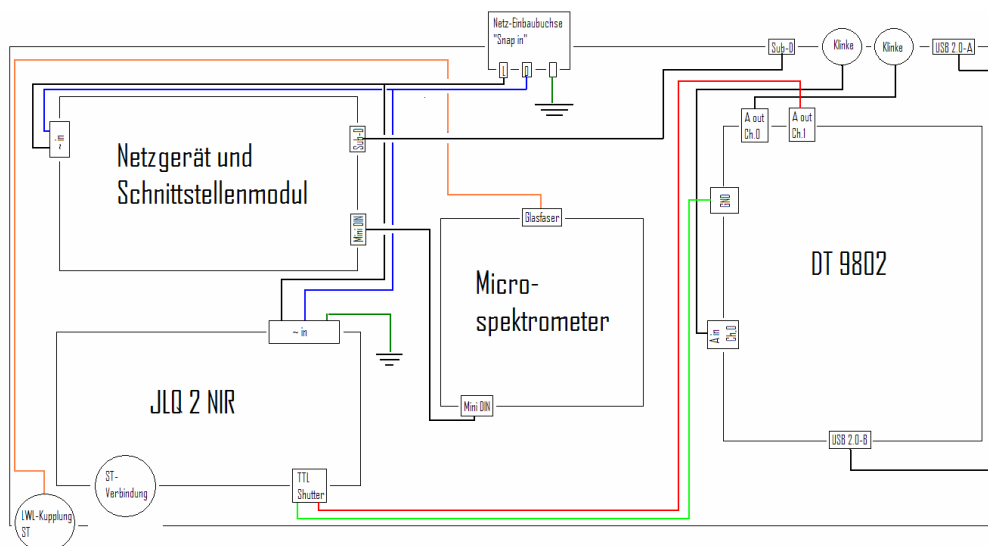 Netz-Einbaubuchse
"Snap in"
L
0
Sub-D
Klinke
Klinke
USB 2.0-A
~ in
Netzgerät und
Schnittstellenmodul
Sub-D
Mini DIN
A out
Ch.0
A out
Ch.1
GND
DT 9802
A in
Ch.0
USB 2.0-B
Glasfaser
Micro-
spektrometer
Mini DIN
~ in
JLQ 2 NIR
ST-
Verbindung
TTL
Shutter
LWL-Kupplung
ST